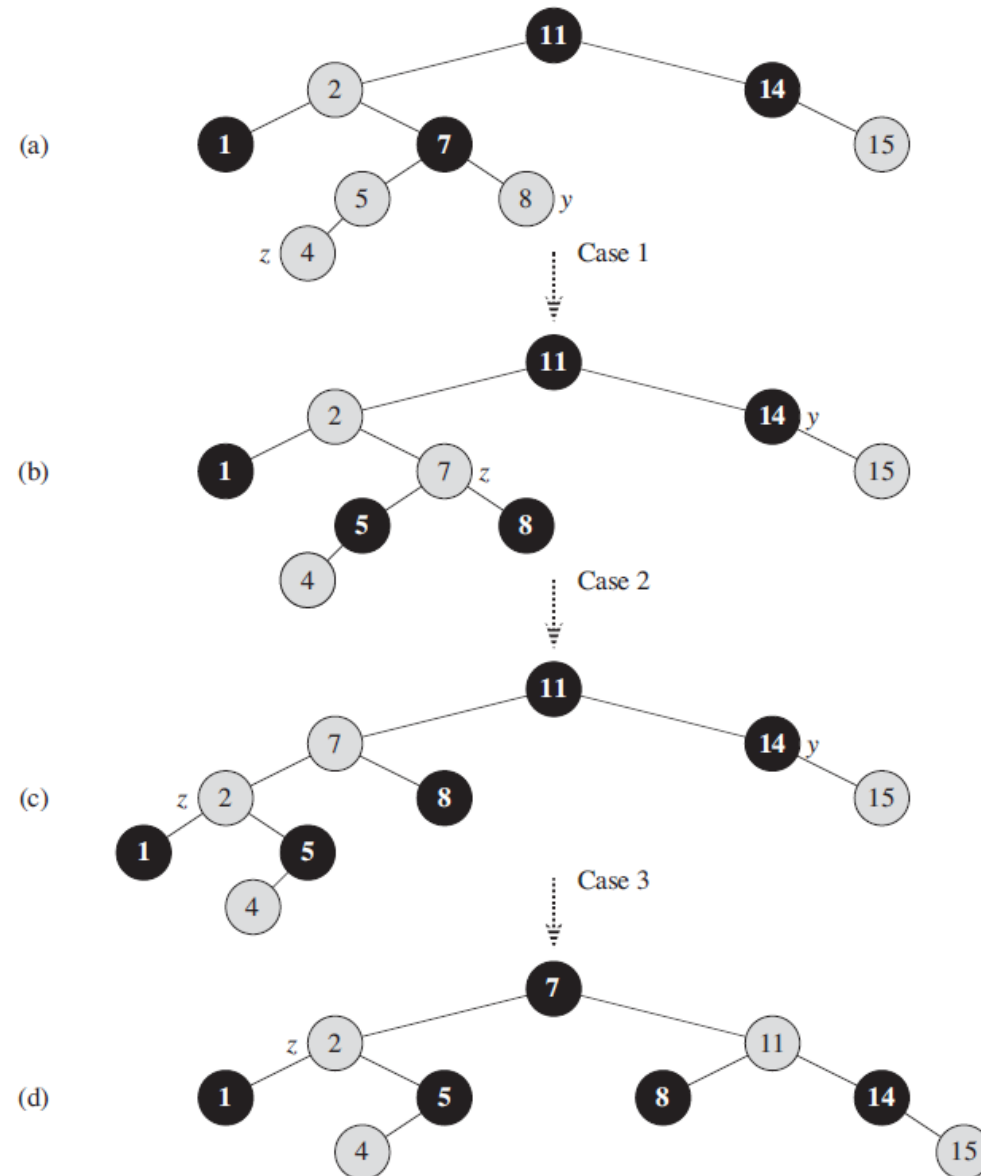 11
2 14
(a) 1 7 15
5 8 y
z 4 Case 1
11
2 14 y
(b) 1 7 z 15
5 8
4 Case 2
11
7 14 y
(c) z 2 8 15
1 5
4 Case 3
7
z 2 11
(d) 1 5 8 14
4 15